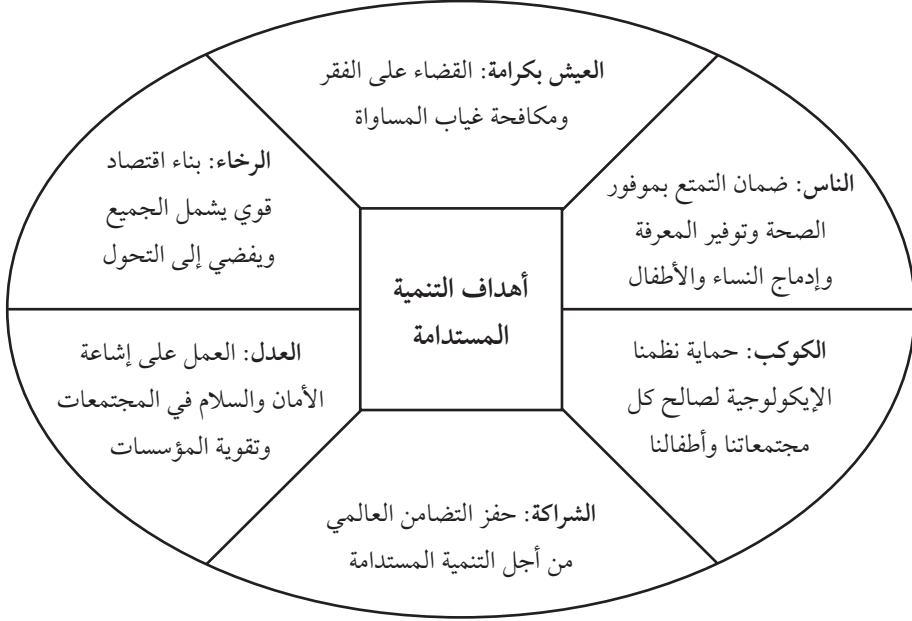 العيش بكرامة: القضاء على الفقر
ومكافحة غياب المساواة
الناس: ضمان التمتع بموفور
الصحة وتوفير المعرفة
وإدماج النساء والأطفال
الرخاء: بناء اقتصاد
قوي يشمل الجميع
ويفضي إلى التحول
أهداف التنمية
المستدامة
الكوكب: حماية نظمنا
الإيكولوجية لصالح كل
مجتمعاتنا وأطفالنا
العدل: العمل على إشاعة
الأمان والسلام في المجتمعات
وتقوية المؤسسات
الشراكة: حفز التضامن العالمي
من أجل التنمية المستدامة